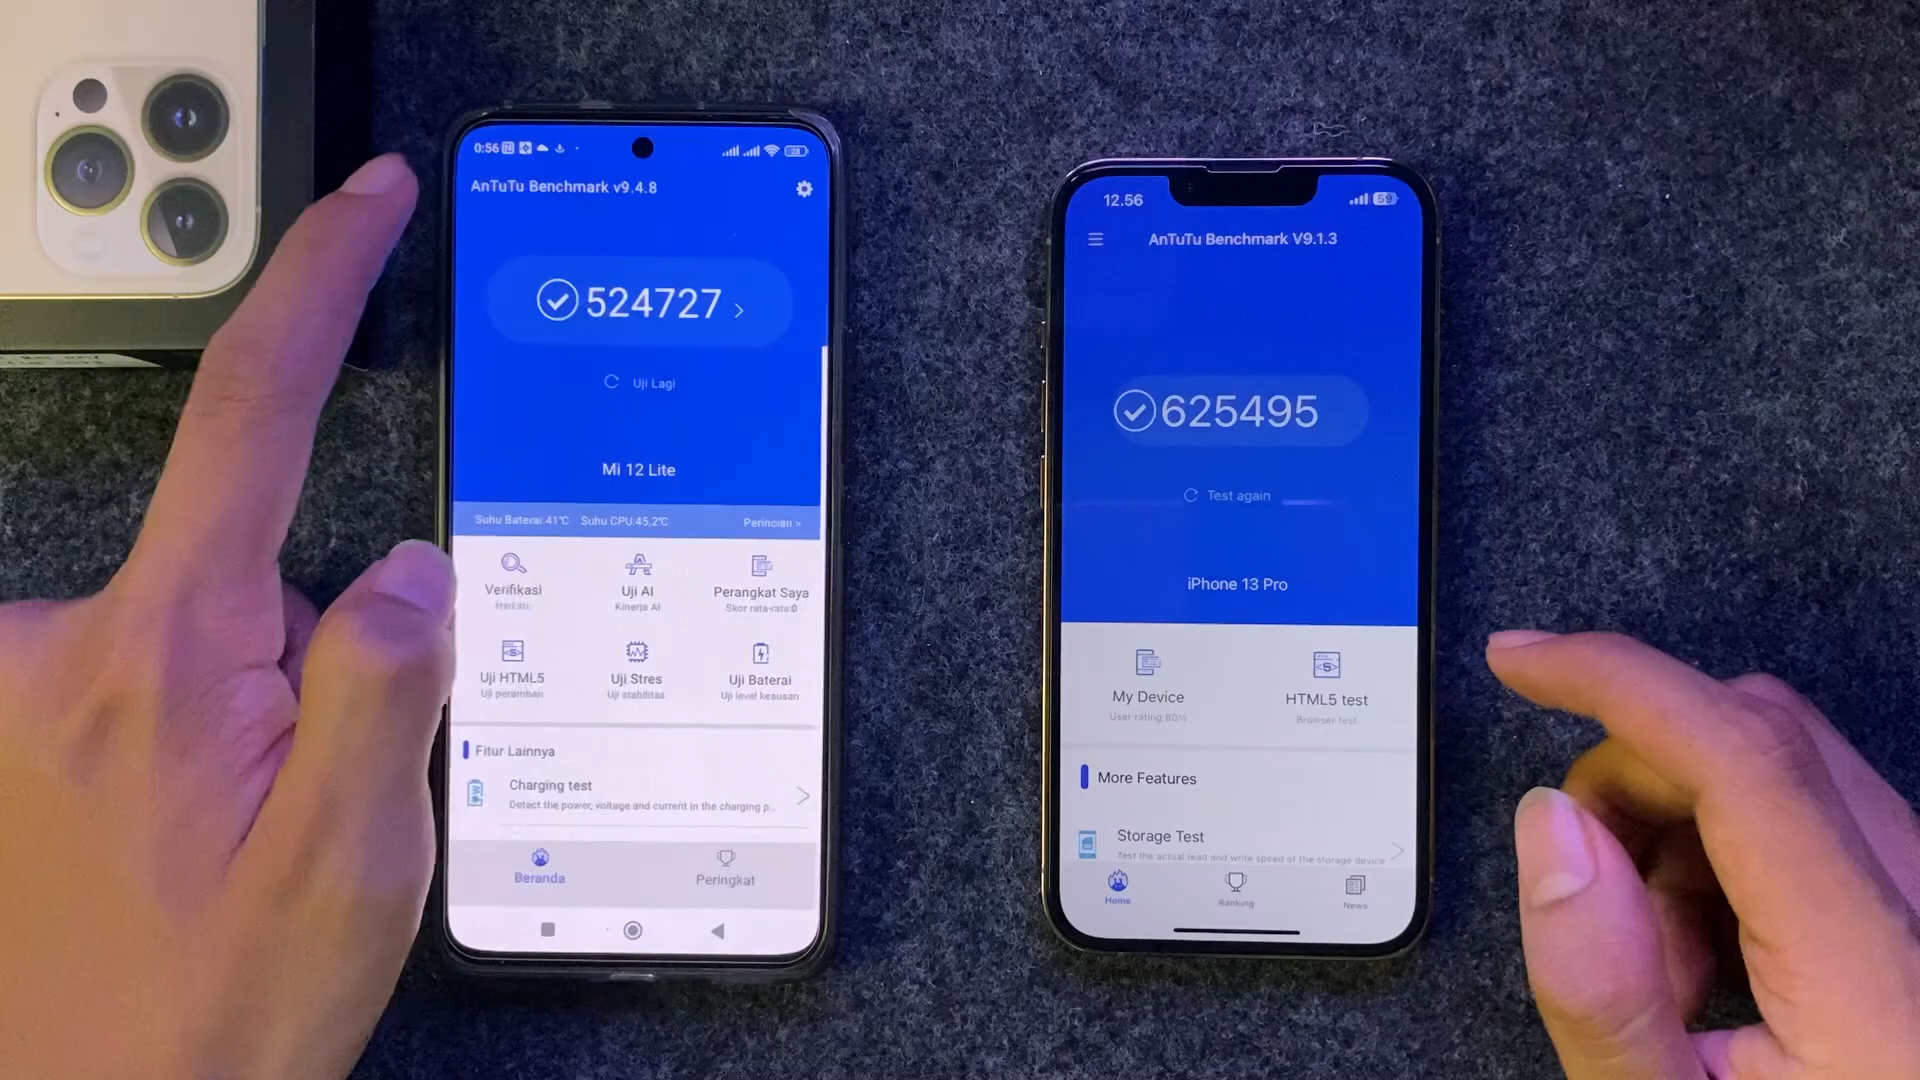 0:56
28
AnTuTu Benchmark v9.4.8
524727
Uji Lagi
Mi 12 Lite
Suhu Baterai:41°C Suhu CPU:45,2°C Perincian >
Verifikasi
Uji AI
Kinerja AI
Perangkat Saya
Skor rata-rata:0
Uji HTML5
Uji peramban
Uji Stres
Uji stabilitas
Uji Baterai
Uji level keausan
Fitur Lainnya
Charging test
Detect the power, voltage and current in the charging p...
Beranda
Peringkat
12.56
59
AnTuTu Benchmark V9.1.3
625495
Test again
iPhone 13 Pro
My Device
User rating:80%
HTML5 test
Browser test
More Features
Storage Test
Test the actual read and write speed of the storage device
Home
Ranking
News